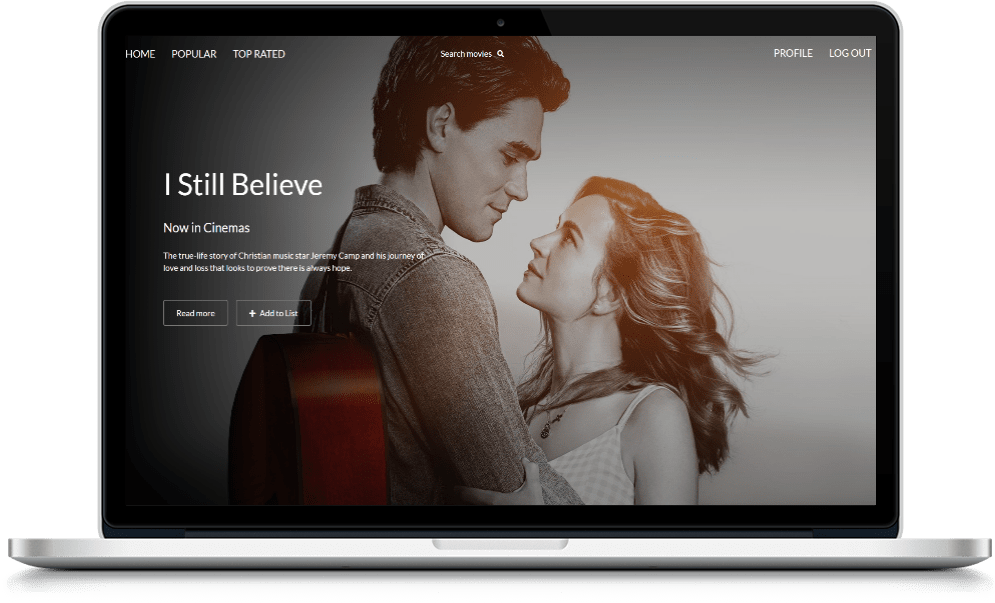 HOME POPULAR TOP RATED Search movies PROFILE LOG OUT
I Still Believe
Now in Cinemas
The true-life story of Christian music star Jeremy Camp and his journey of
love and loss that looks to prove there is always hope.
Read more + Add to List